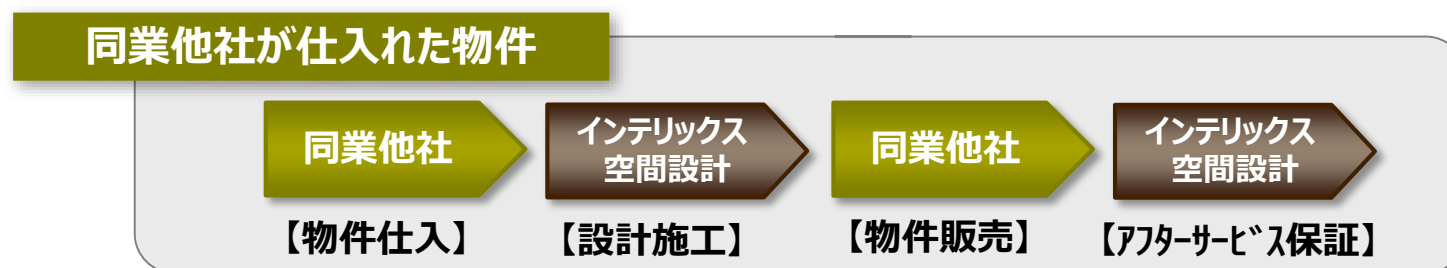 同業他社が仕入れた物件
同業他社
インテリックス
空間設計
同業他社
インテリックス
空間設計
【物件仕入】
【設計施工】
【物件販売】
【ｱﾌﾀｰｻｰﾋﾞｽ保証】